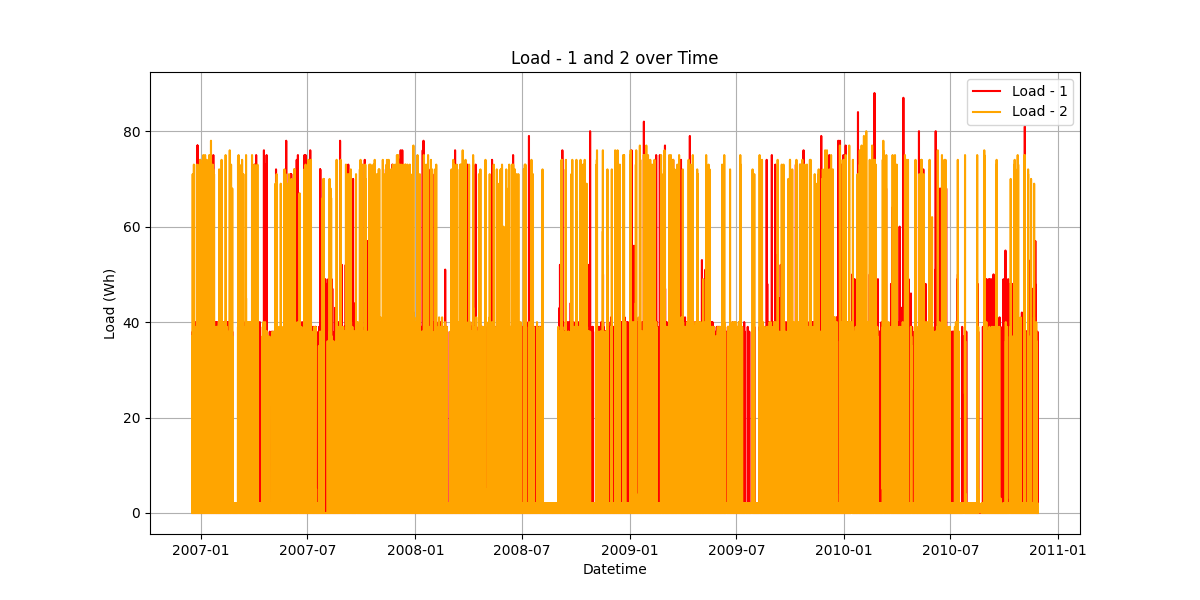 Load - 1 and 2 over Time
Load - 1
Load - 2
Load (Wh)
80
60
40
20
0
2007-01 2007-07 2008-01 2008-07 2009-01 2009-07 2010-01 2010-07 2011-01
Datetime